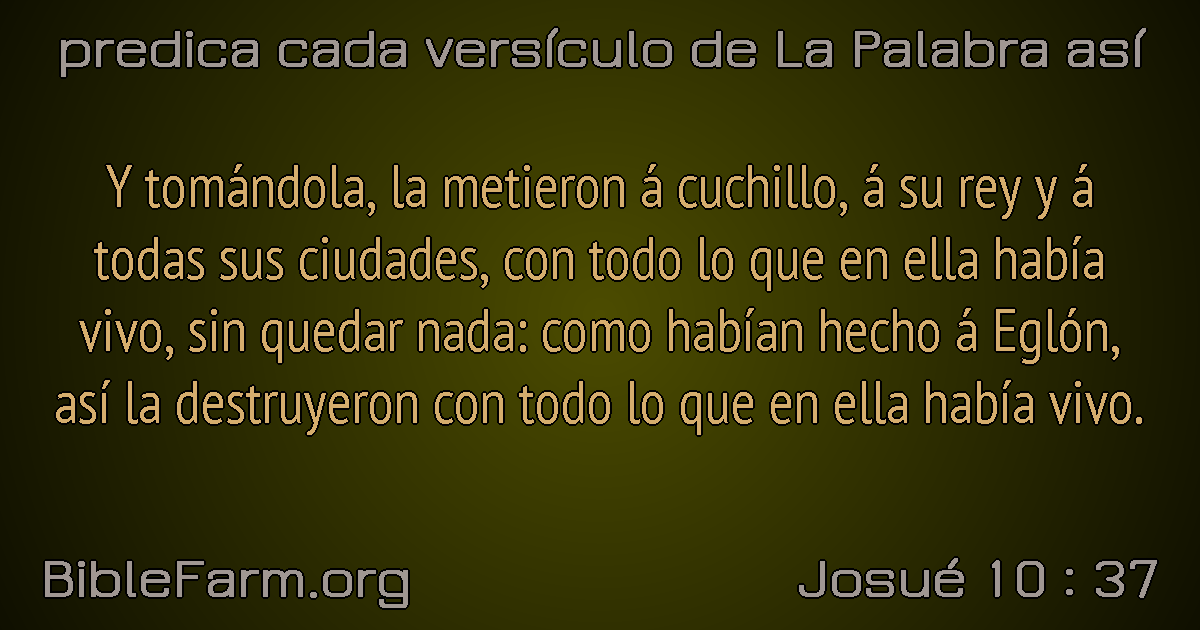 predica cada versículo de La Palabra así
Y tomándola, la metieron á cuchillo, á su rey y á
todas sus ciudades, con todo lo que en ella había
vivo, sin quedar nada: como habían hecho á Eglón,
así la destruyeron con todo lo que en ella había vivo.
BibleFarm.org
Josué 10 : 37